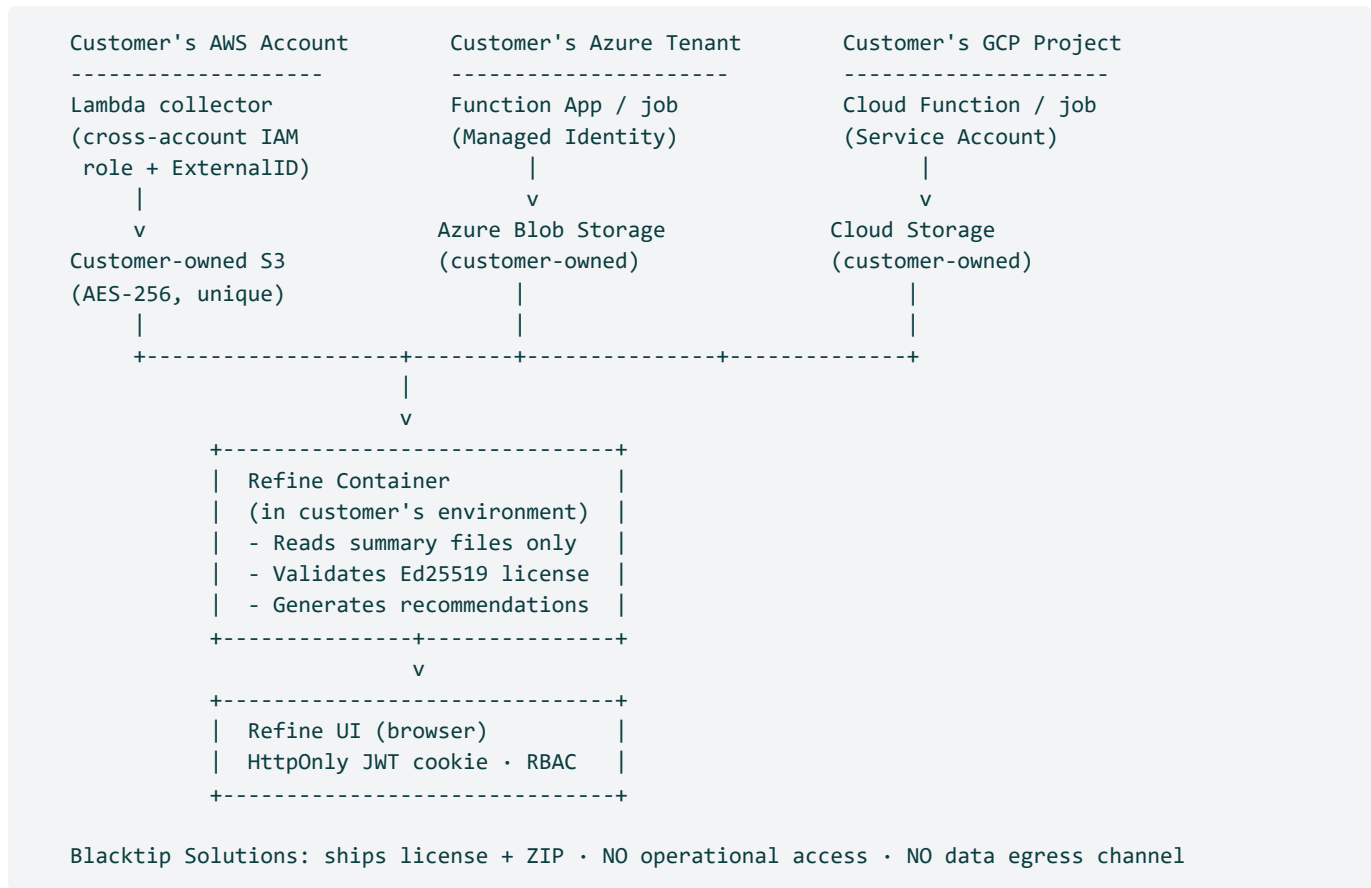 Customer's AWS Account        Customer's Azure Tenant        Customer's GCP Project
--------------------          ----------------------         ---------------------
Lambda collector              Function App / job             Cloud Function / job
(cross-account IAM            (Managed Identity)             (Service Account)
 role + ExternalID)                 |                              |
     |                              v                              v
     v                       Azure Blob Storage             Cloud Storage
Customer-owned S3            (customer-owned)               (customer-owned)
(AES-256, unique)                  |                              |
     |                             |                              |
     +--------------------+--------+---------------+--------------+
                          |
                          v
           +-------------------------------+
           |  Refine Container             |
           |  (in customer's environment)  |
           |  - Reads summary files only   |
           |  - Validates Ed25519 license  |
           |  - Generates recommendations  |
           +---------------+---------------+
                           v
           +-------------------------------+
           |  Refine UI (browser)          |
           |  HttpOnly JWT cookie · RBAC   |
           +-------------------------------+
Blacktip Solutions: ships license + ZIP · NO operational access · NO data egress channel